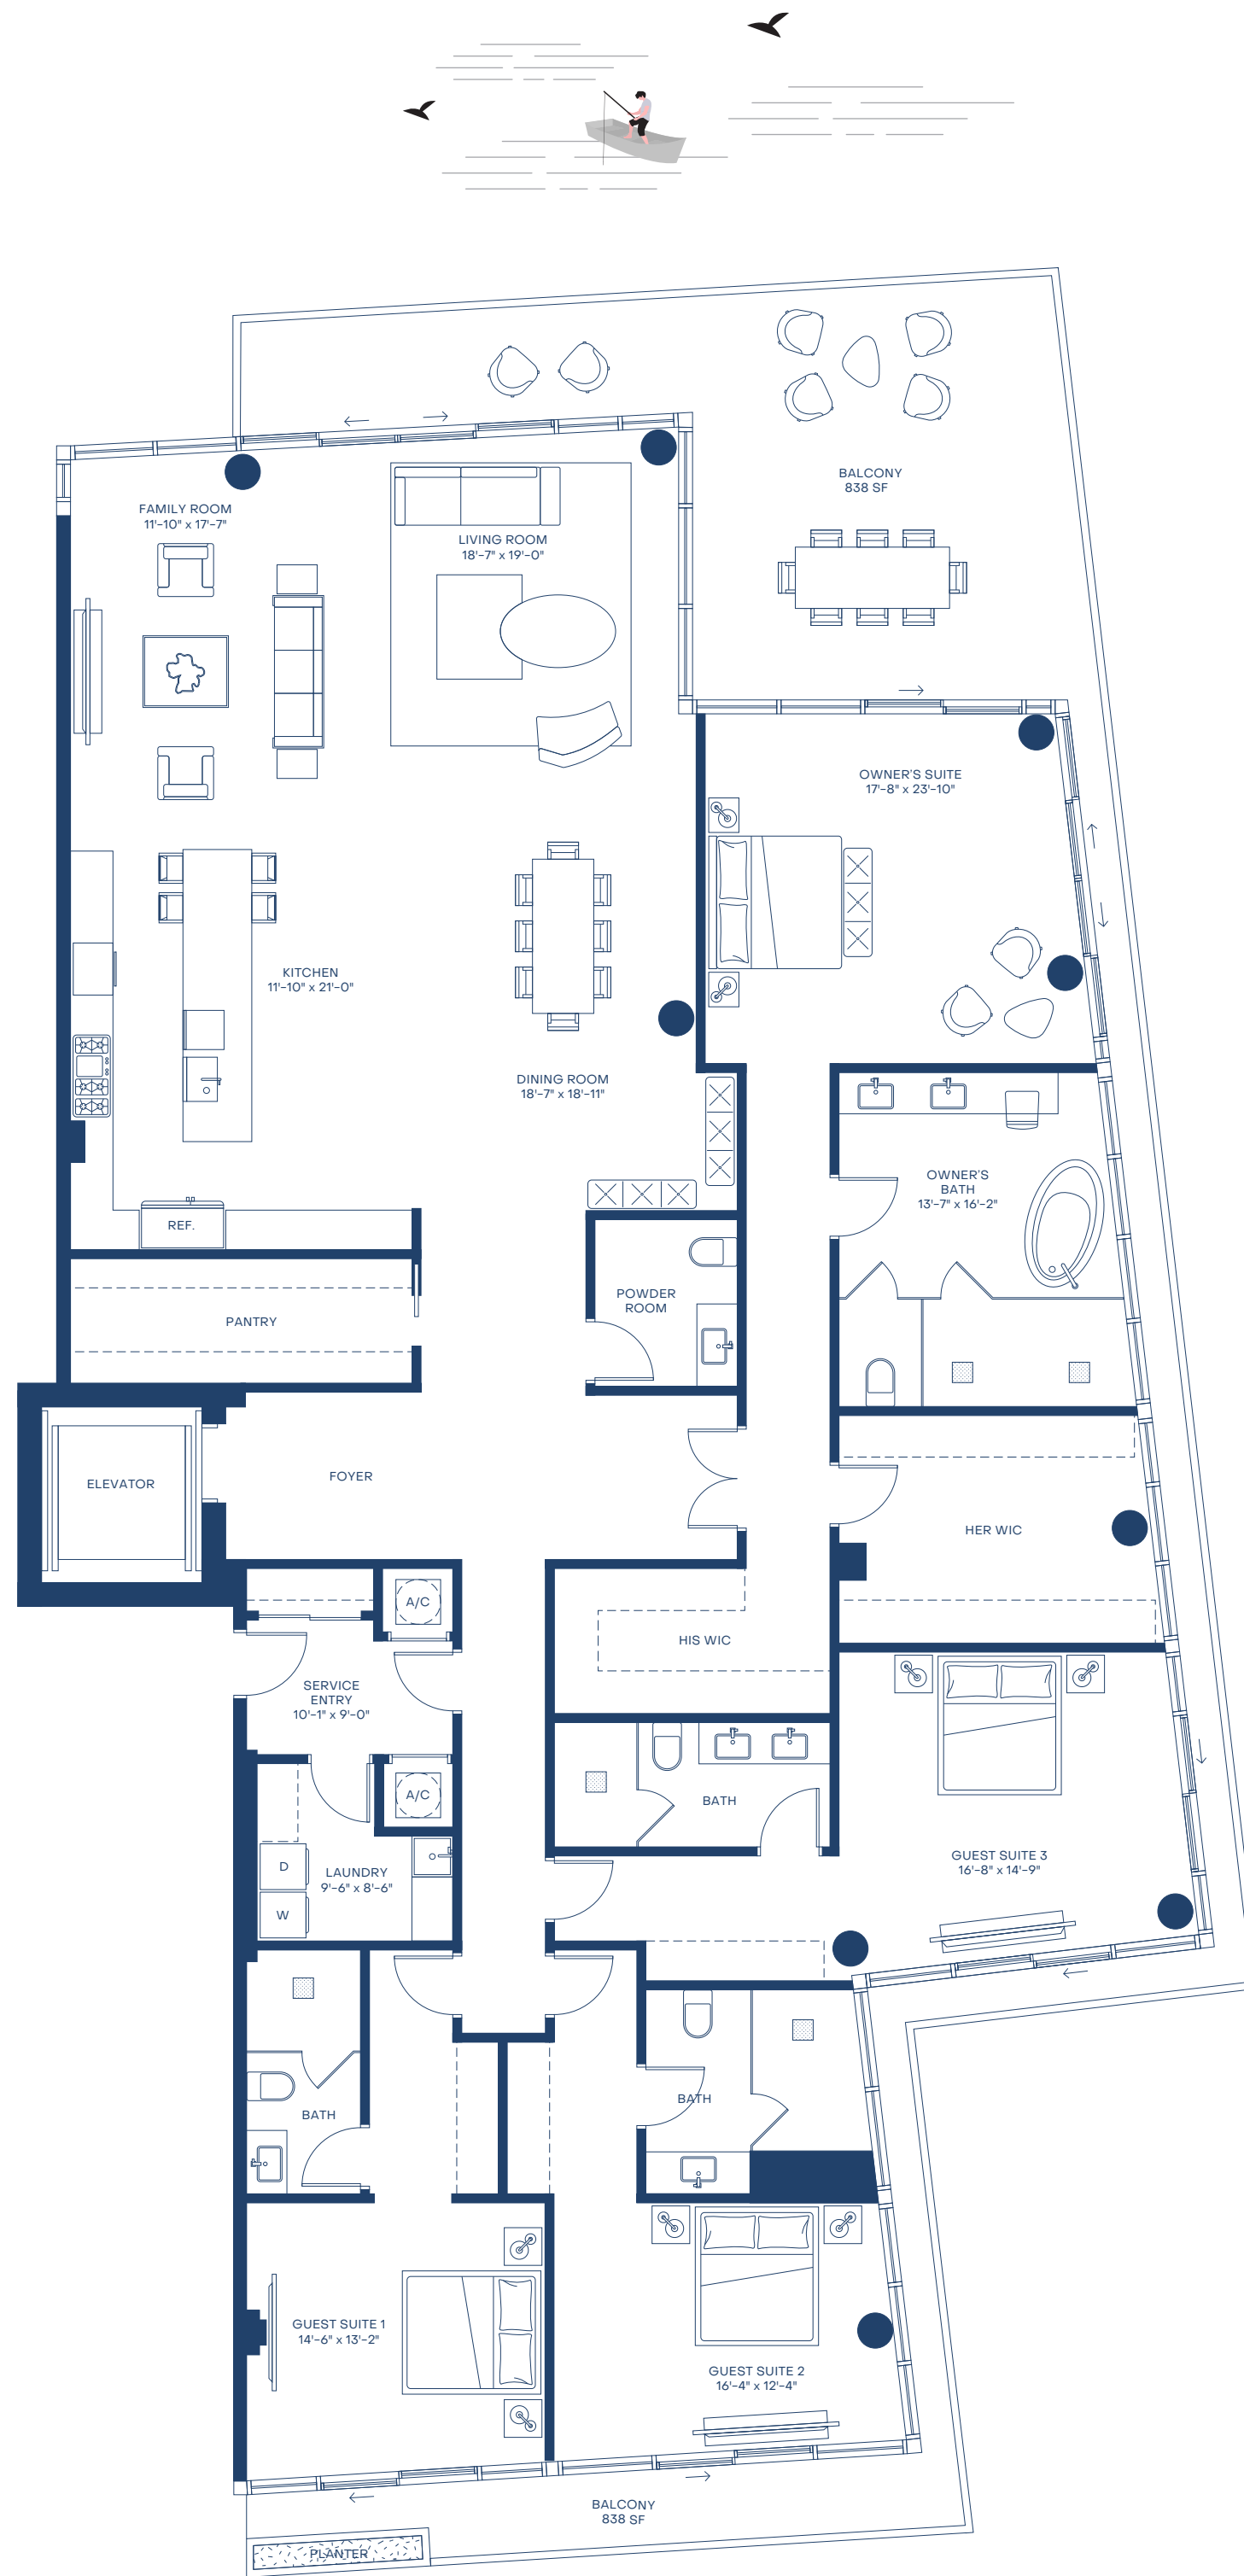 BALCONY
838 SF
FAMILY ROOM
11'-10" x 17'-7"
LIVING ROOM
18'-7" x 19'-0"
OWNER'S SUITE
17'-8" x 23'-10"
KITCHEN
11'-10" x 21'-0"
DINING ROOM
18'-7" x 18'-11"
OWNER'S
BATH
13'-7" x 16'-2"
REF.
POWDER
ROOM
PANTRY
FOYER
ELEVATOR
HER WIC
A/C
HIS WIC
SERVICE
ENTRY
10'-1" x 9'-0"
A/C
BATH
D
LAUNDRY
9'-6" x 8'-6"
W
GUEST SUITE 3
16'-8" x 14'-9"
BATH
BATH
GUEST SUITE 1
14'-6" x 13'-2"
GUEST SUITE 2
16'-4" x 12'-4"
BALCONY
838 SF
PLANTER